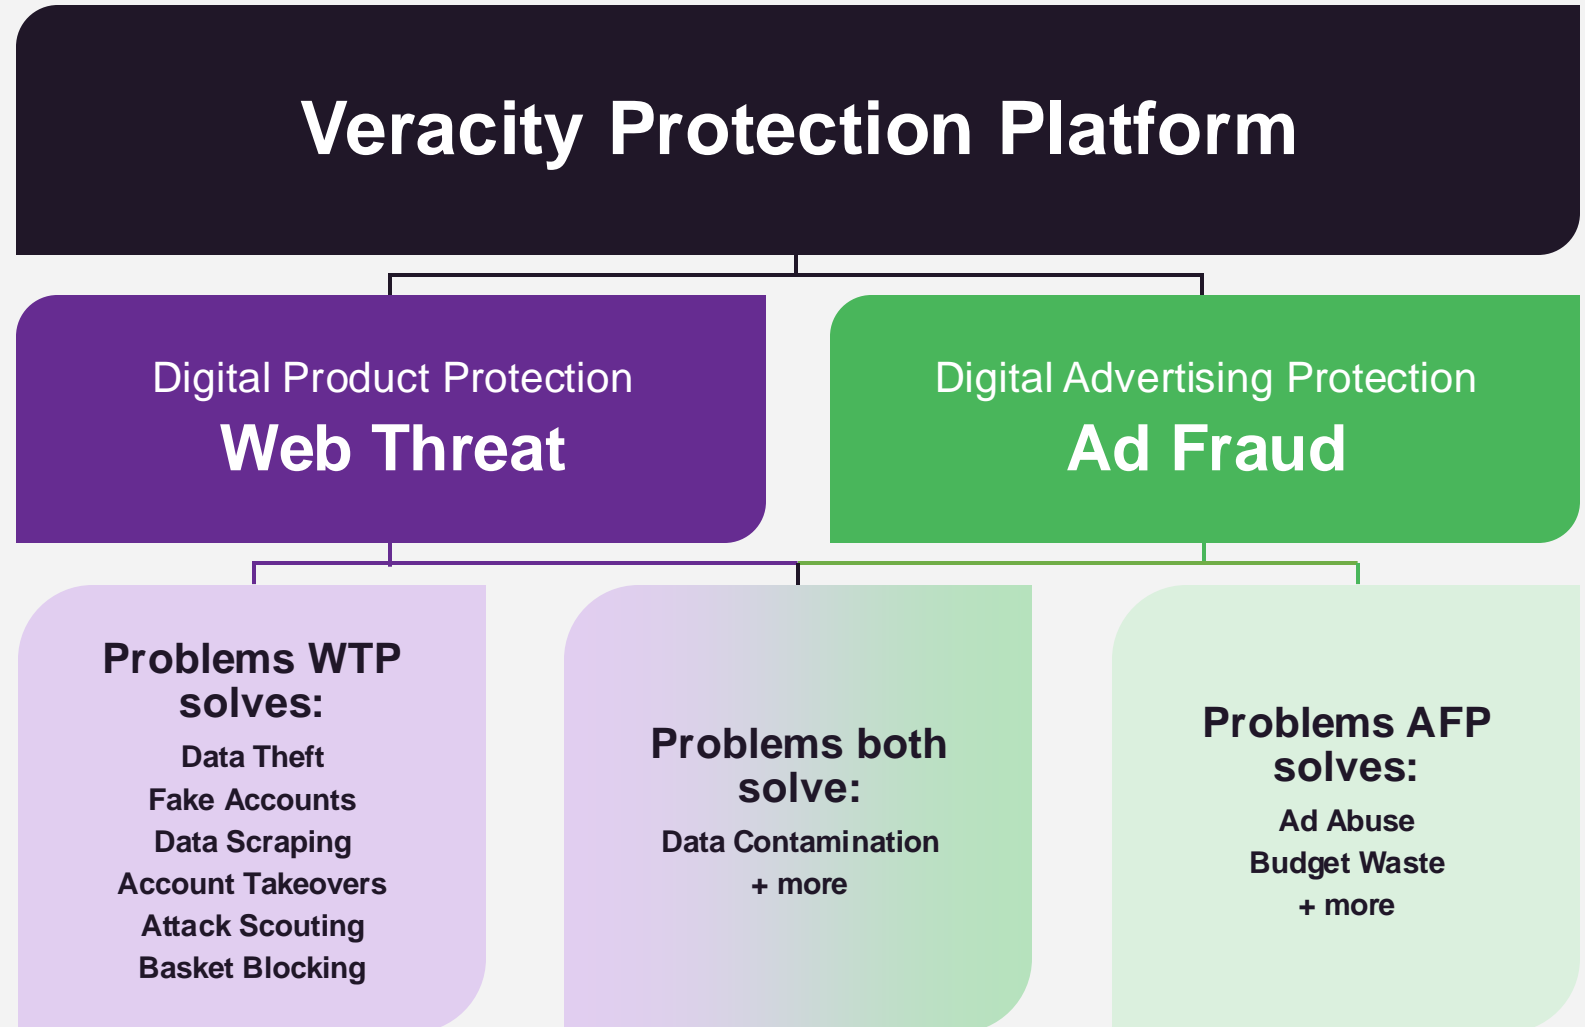 Veracity Protection Platform
Digital Product Protection
Web Threat
Digital Advertising Protection
Ad Fraud
Problems WTP
solves:
Data Theft
Fake Accounts
Data Scraping
Account Takeovers
Attack Scouting
Basket Blocking
Problems both
solve:
Data Contamination
+ more
Problems AFP
solves:
Ad Abuse
Budget Waste
+ more